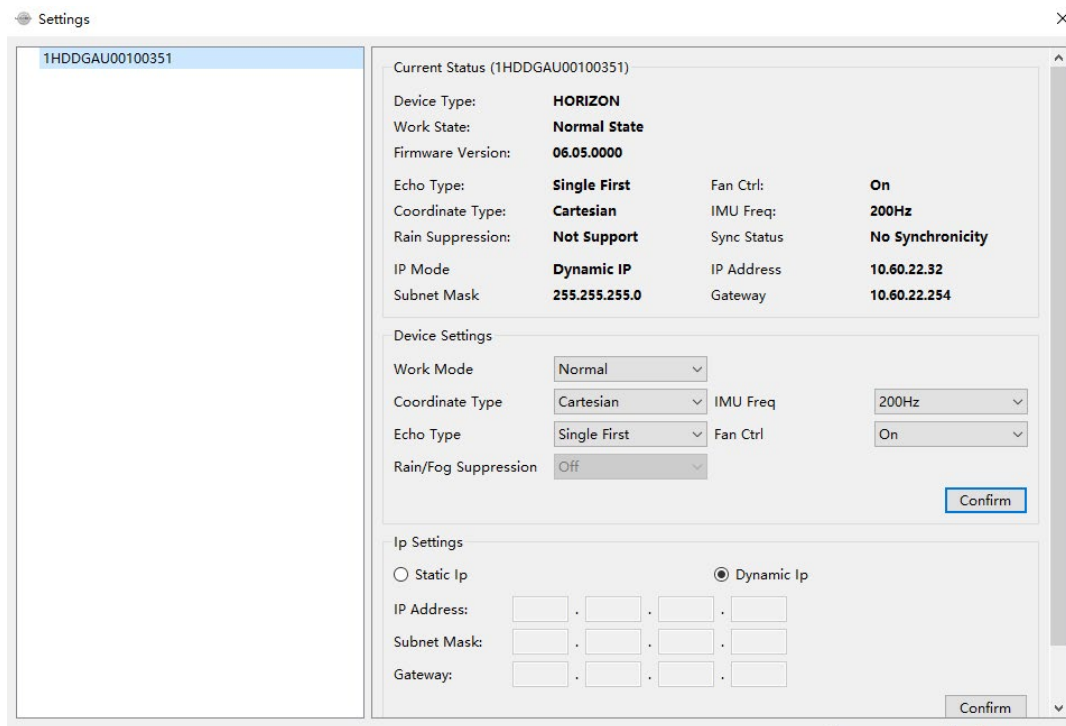 Settings
1HDDGAU00100351
Current Status (1HDDGAU00100351)
Device Type: HORIZON
Work State: Normal State
Firmware Version: 06.05.0000
Echo Type: Single First Fan Ctrl: On
Coordinate Type: Cartesian IMU Freq: 200Hz
Rain Suppression: Not Support Sync Status No Synchronicity
IP Mode Dynamic IP IP Address 10.60.22.32
Subnet Mask 255.255.255.0 Gateway 10.60.22.254
Device Settings
Work Mode Normal
Coordinate Type Cartesian IMU Freq 200Hz
Echo Type Single First Fan Ctrl On
Rain/Fog Suppression Off
Confirm
Ip Settings
Static Ip Dynamic Ip
IP Address: . . .
Subnet Mask: . . .
Gateway: . . .
Confirm